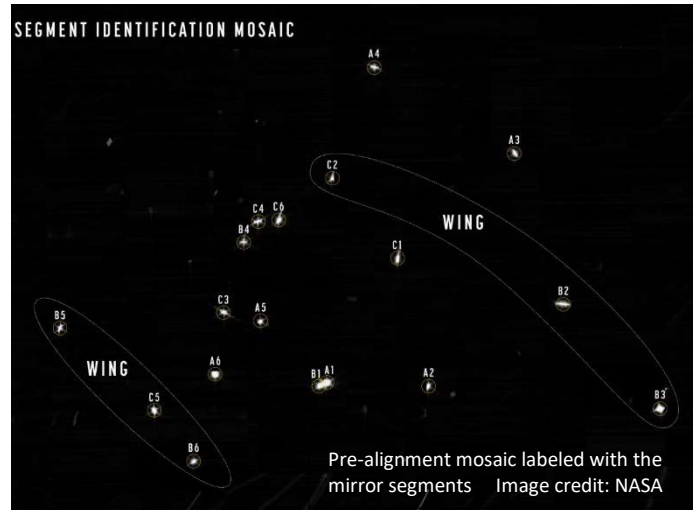 SEGMENT IDENTIFICATION MOSAIC
A4
A3
C2
C4 C6
WING
B4
C1
B2
C3 A5
B5
WING
A6
B1 A1
A2
B3
C5
B6
Pre-alignment mosaic labeled with the
mirror segments Image credit: NASA